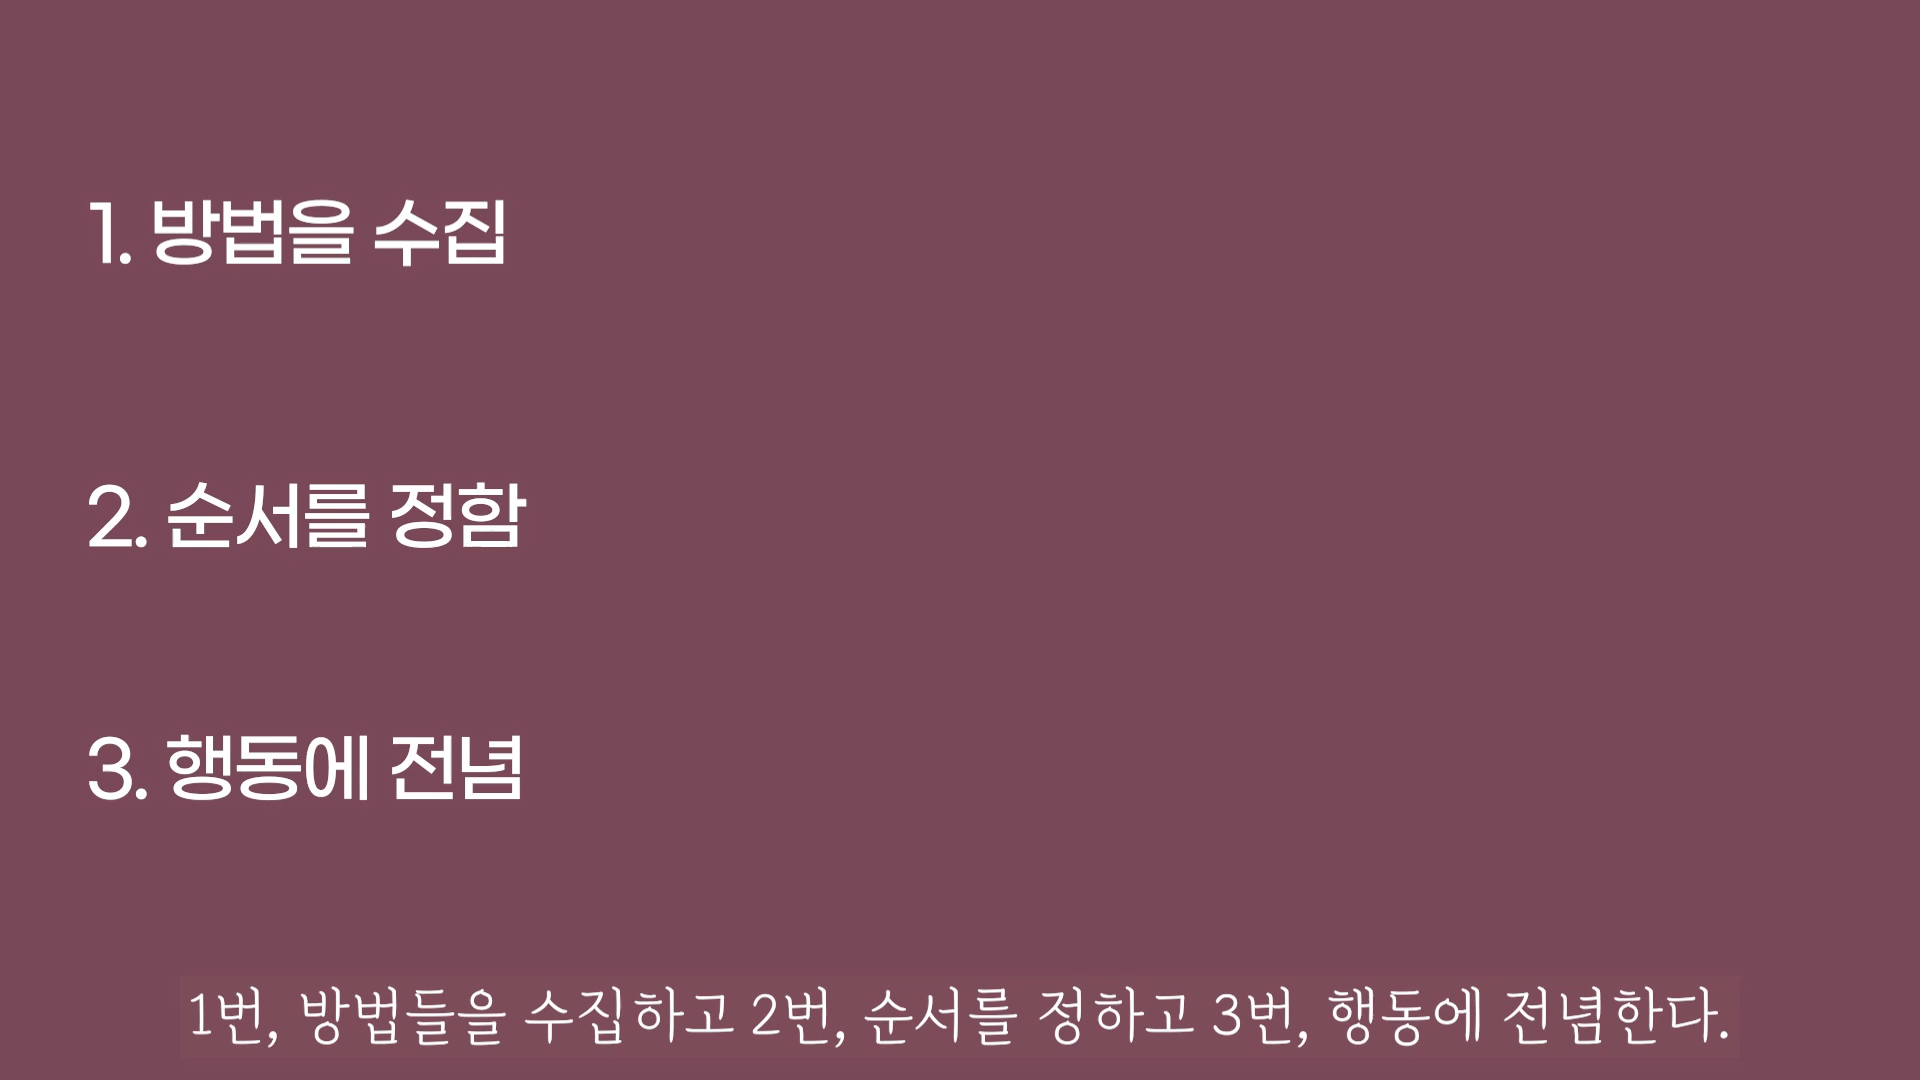 1. 방법을 수집
2. 순서를 정함
3. 행동에 전념
1번, 방법들을 수집하고 2번, 순서를 정하고 3번, 행동에 전념한다.